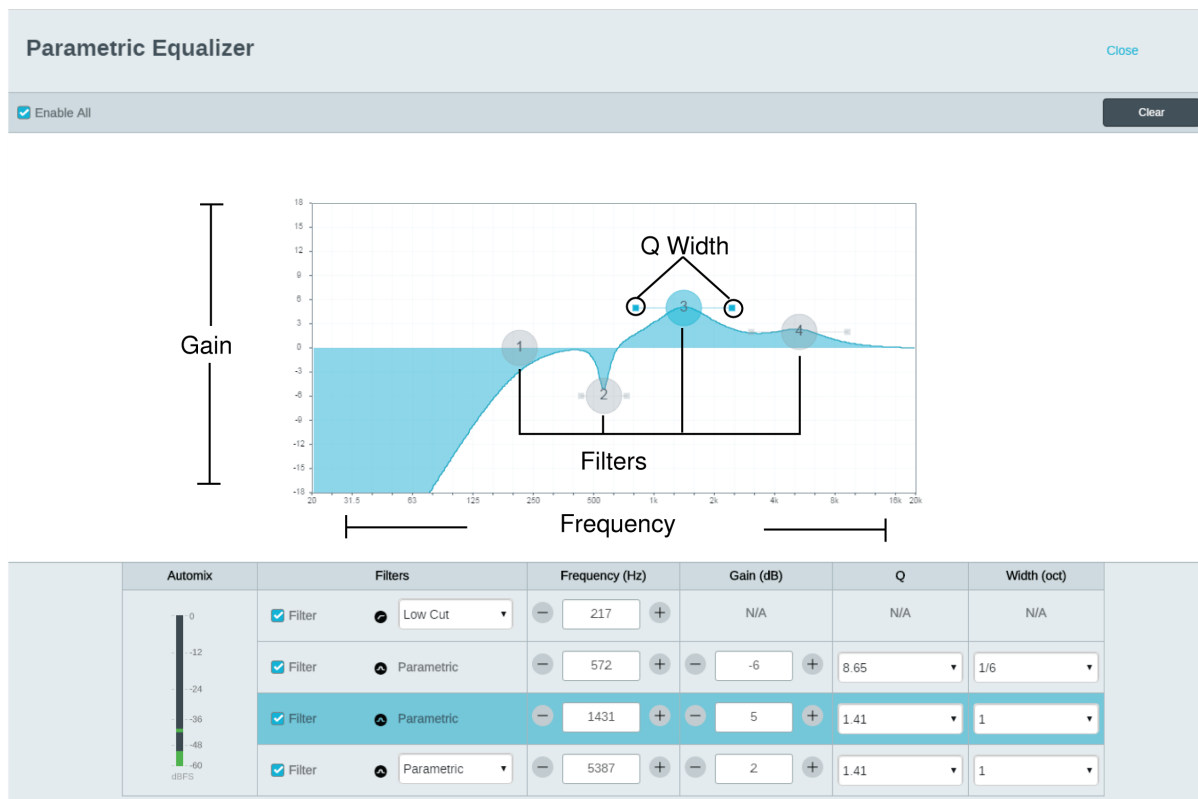 Parametric Equalizer
Close
Enable All
Clear
18
15
12
9
6
3
0
-3
-6
-9
-12
-15
-18
Gain
Q Width
1
2
3
4
Filters
20 31.5 63 125 250 500 1k 2k 4k 8k 16k 20k
Frequency
Automix Filters Frequency (Hz) Gain (dB) Q Width (oct)
0
-12
-24
-36
-48
-60
dBFS
Filter Low Cut 217 N/A N/A N/A
Filter Parametric 572 -6 8.65 1/6
Filter Parametric 1431 5 1.41 1
Filter Parametric 5387 2 1.41 1